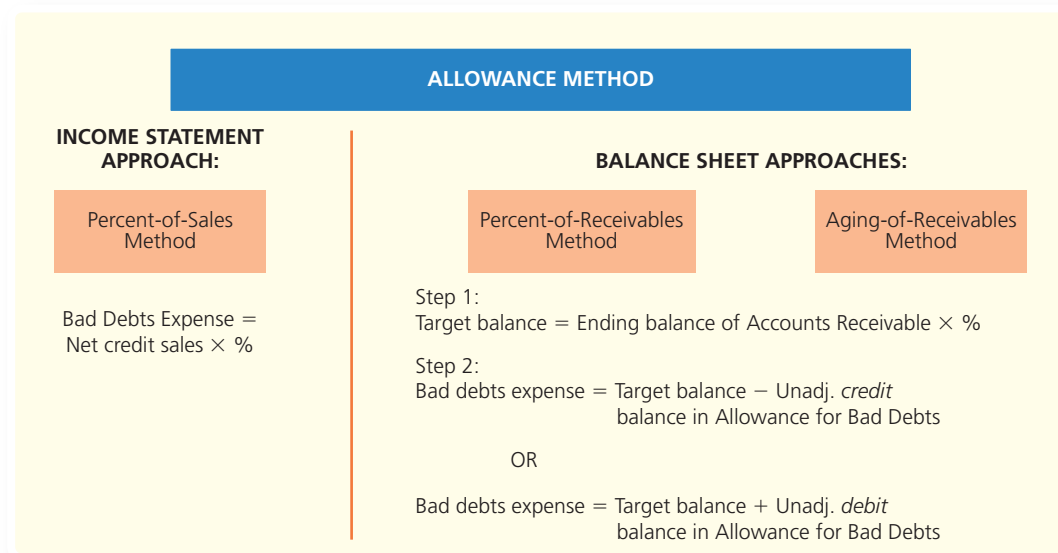 ALLOWANCE METHOD
INCOME STATEMENT
APPROACH:
Percent-of-Sales
Method
Bad Debts Expense =
Net credit sales × %
BALANCE SHEET APPROACHES:
Percent-of-Receivables
Method
Aging-of-Receivables
Method
Step 1:
Target balance = Ending balance of Accounts Receivable × %
Step 2:
Bad debts expense = Target balance − Unadj. credit
balance in Allowance for Bad Debts
OR
Bad debts expense = Target balance + Unadj. debit
balance in Allowance for Bad Debts